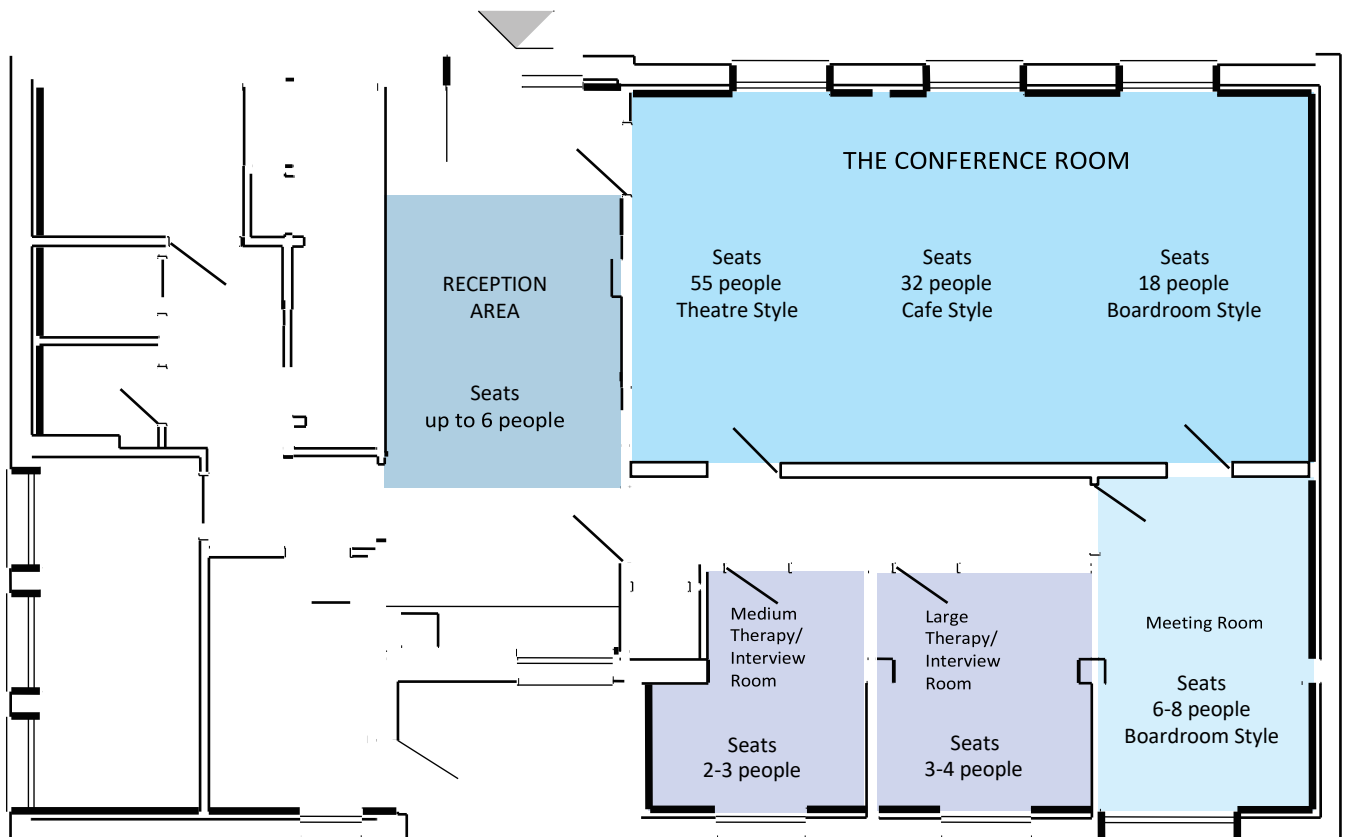 THE CONFERENCE ROOM
Seats
55 people
Theatre Style
Seats
32 people
Cafe Style
Seats
18 people
Boardroom Style
RECEPTION
AREA
Seats
up to 6 people
Medium
Therapy/
Interview
Room
Seats
2-3 people
Large
Therapy/
Interview
Room
Seats
3-4 people
Meeting Room
Seats
6-8 people
Boardroom Style